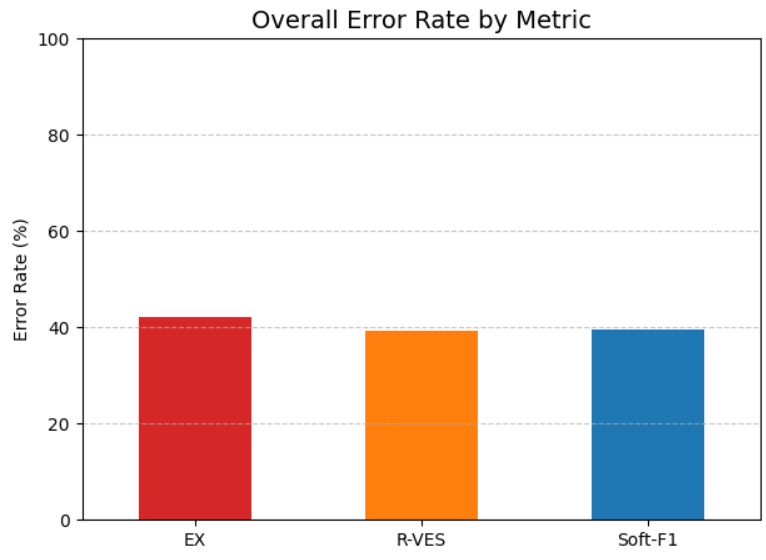 Overall Error Rate by Metric
100
80
60
40
20
0
Error Rate (%)
EX
R-VES
Soft-F1